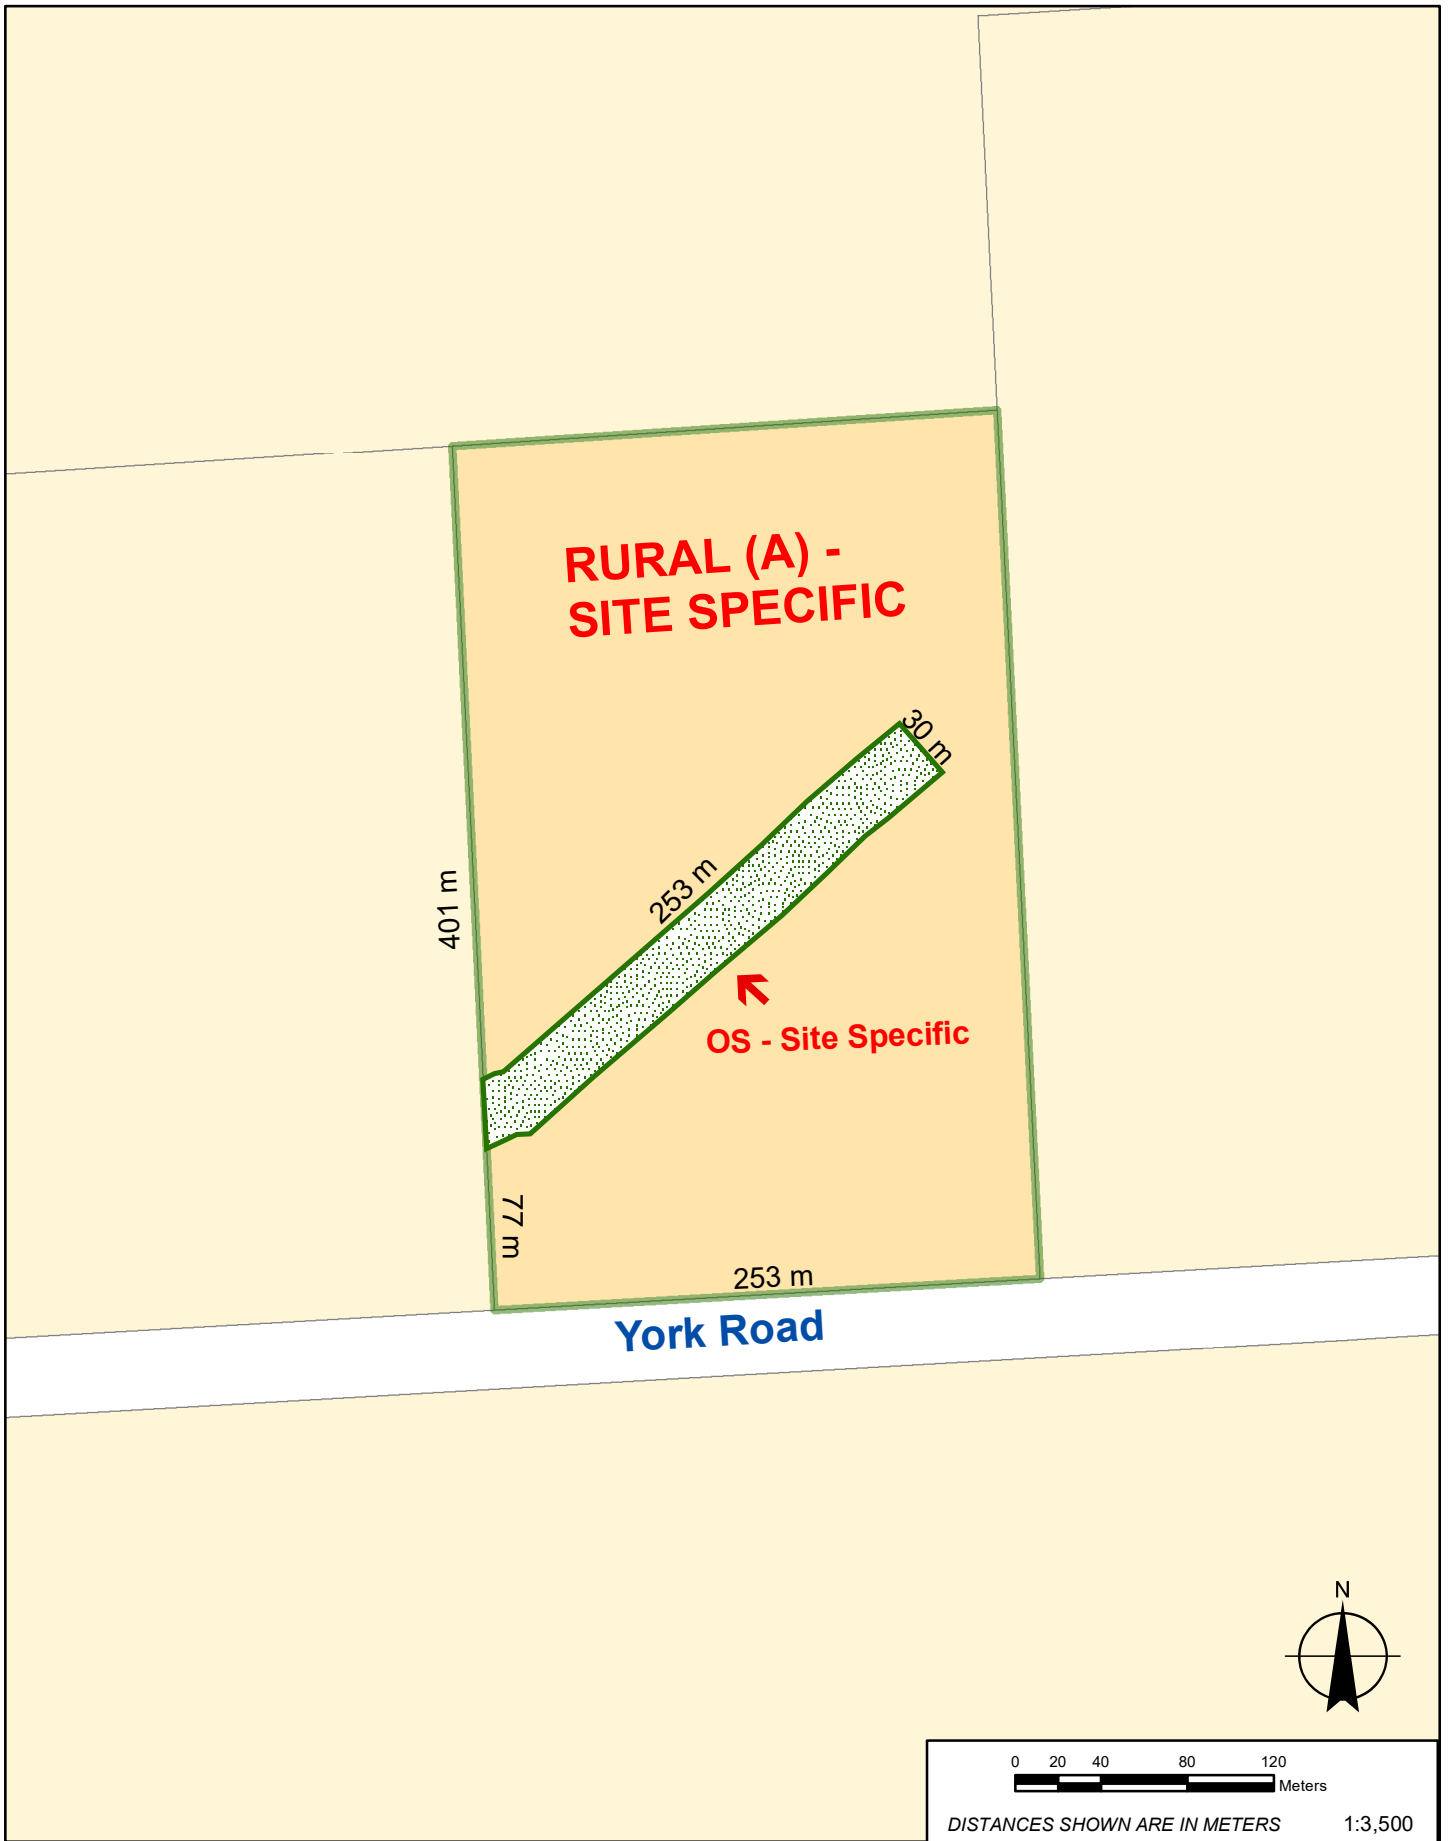 RURAL (A) -
SITE SPECIFIC
30 m
253 m
401 m
OS - Site Specific
77 m
253 m
York Road
N
0 20 40 80 120
Meters
DISTANCES SHOWN ARE IN METERS 1:3,500